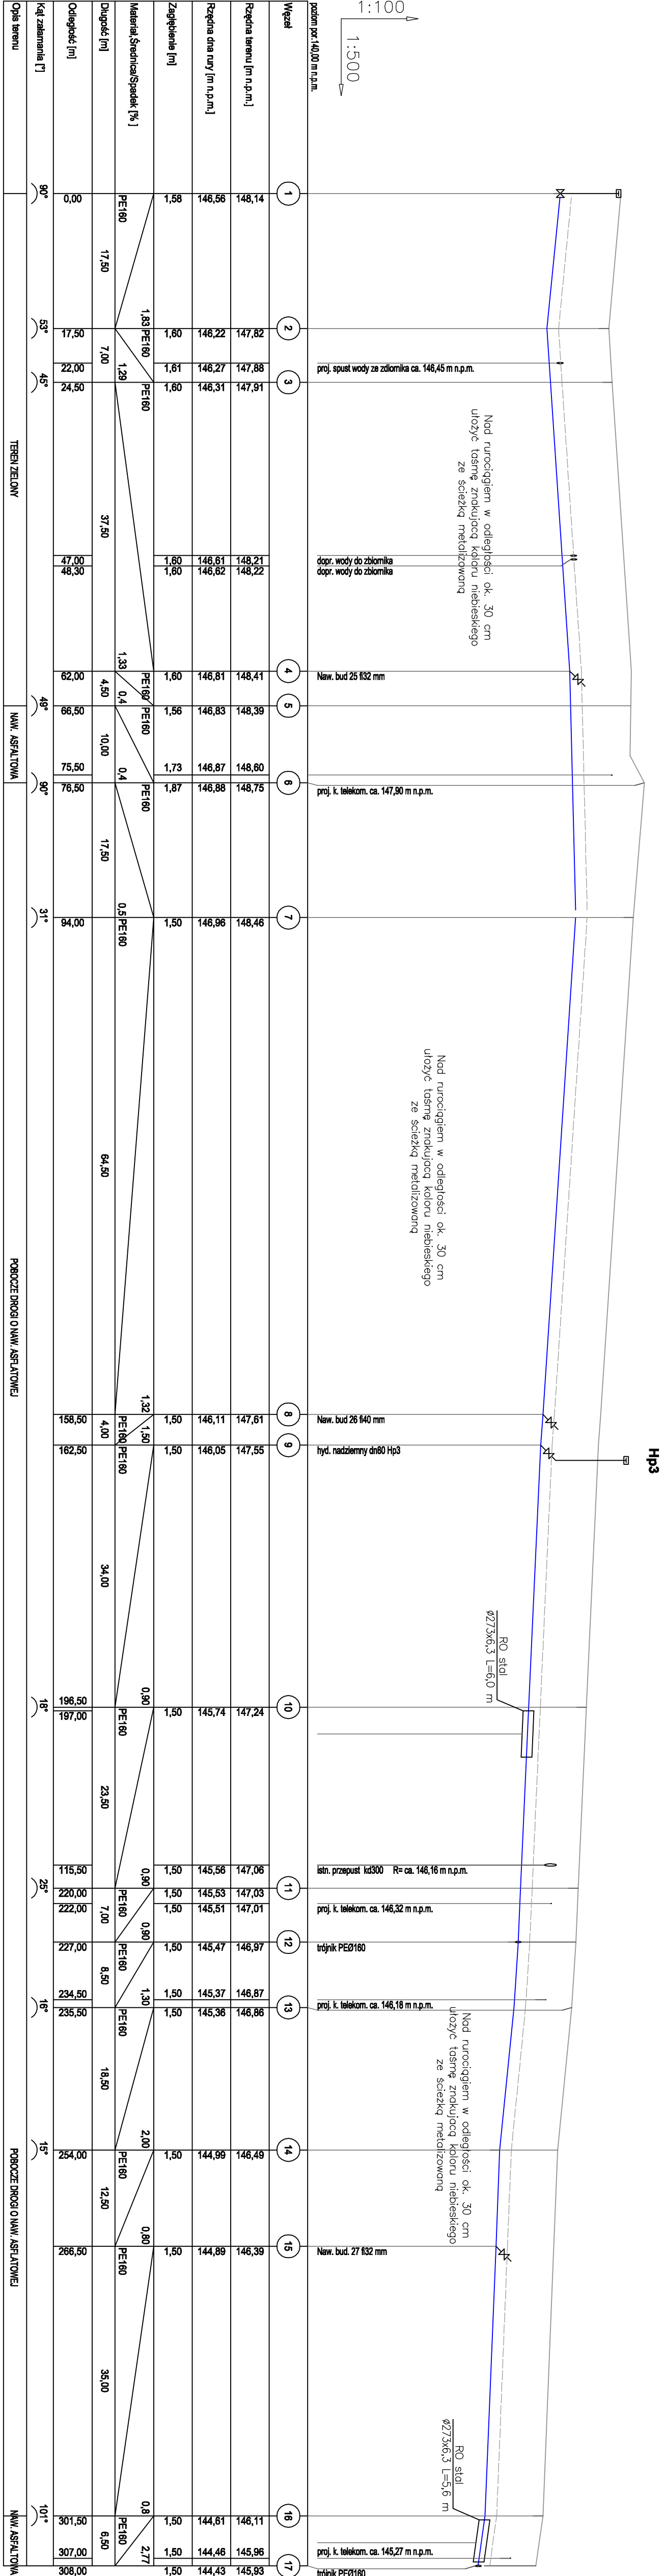 1:100
1:500
poziom por.140,00 m n.p.m.
Hp3
Nad rurociągiem w odległości ok. 30 cm
ułożyć taśmę znakującą koloru niebieskiego
ze ścieżką metalizowaną
Nad rurociągiem w odległości ok. 30 cm
ułożyć taśmę znakującą koloru niebieskiego
ze ścieżką metalizowaną
RO stal
ø273x6,3 L=6,0 m
Nad rurociągiem w odległości ok. 30 cm
ułożyć taśmę znakującą koloru niebieskiego
ze ścieżką metalizowaną
RO stal
ø273x6,3 L=5,6 m
proj. spust wody ze zdiornika ca. 146,45 m n.p.m.
dopr. wody do zbiornika
dopr. wody do zbiornika
Naw. bud 25 fi32 mm
proj. k. telekom. ca. 147,90 m n.p.m.
Naw. bud 26 fi40 mm
hyd. nadziemny dn80 Hp3
istn. przepust kd300 R= ca. 146,16 m n.p.m.
proj. k. telekom. ca. 146,32 m n.p.m.
trójnik PEØ160
proj. k. telekom. ca. 146,18 m n.p.m.
Naw. bud. 27 fi32 mm
proj. k. telekom. ca. 145,27 m n.p.m.
trójnik PEØ160
Węzeł 1 2 3 4 5 6 7 8 9 10 11 12 13 14 15 16 17
Rzędna terenu [m n.p.m.] 148,14 147,82 147,88 147,91 148,21 148,22 148,41 148,39 148,60 148,75 148,46 147,61 147,55 147,24 147,06 147,03 147,01 146,97 146,87 146,86 146,49 146,39 146,11 145,96 145,93
Rzędna dna rury [m n.p.m.] 146,56 146,22 146,27 146,31 146,61 146,62 146,81 146,83 146,87 146,88 146,96 146,11 146,05 145,74 145,56 145,53 145,51 145,47 145,37 145,36 144,99 144,89 144,61 144,46 144,43
Zagłębienie [m] 1,58 1,60 1,61 1,60 1,60 1,60 1,60 1,56 1,73 1,87 1,50 1,50 1,50 1,50 1,50 1,50 1,50 1,50 1,50 1,50 1,50 1,50 1,50 1,50 1,50
Materiał,Średnica/Spadek [% ] PE160 1,83 PE160 1,29 PE160 1,33 PE160 0,4 PE160 0,4 PE160 0,5 PE160 1,32 PE160 1,50 PE160 0,90 PE160 0,90 PE160 0,90 PE160 1,30 PE160 2,00 PE160 0,80 PE160 0,8 PE160 2,77
Długość [m] 17,50 7,00 37,50 4,50 10,00 17,50 64,50 4,00 34,00 23,50 7,00 8,50 18,50 12,50 35,00 6,50
Odległość [m] 0,00 17,50 22,00 24,50 47,00 48,30 62,00 66,50 75,50 76,50 94,00 158,50 162,50 196,50 197,00 115,50 220,00 222,00 227,00 234,50 235,50 254,00 266,50 301,50 307,00 308,00
Kąt załamania [°] 90° 53° 45° 49° 90° 31° 18° 25° 16° 15° 101°
Opis terenu TEREN ZIELONY NAW. ASFALTOWA POBOCZE DROGI O NAW. ASFLATOWEJ POBOCZE DROGI O NAW. ASFLATOWEJ NAW. ASFALTOWA